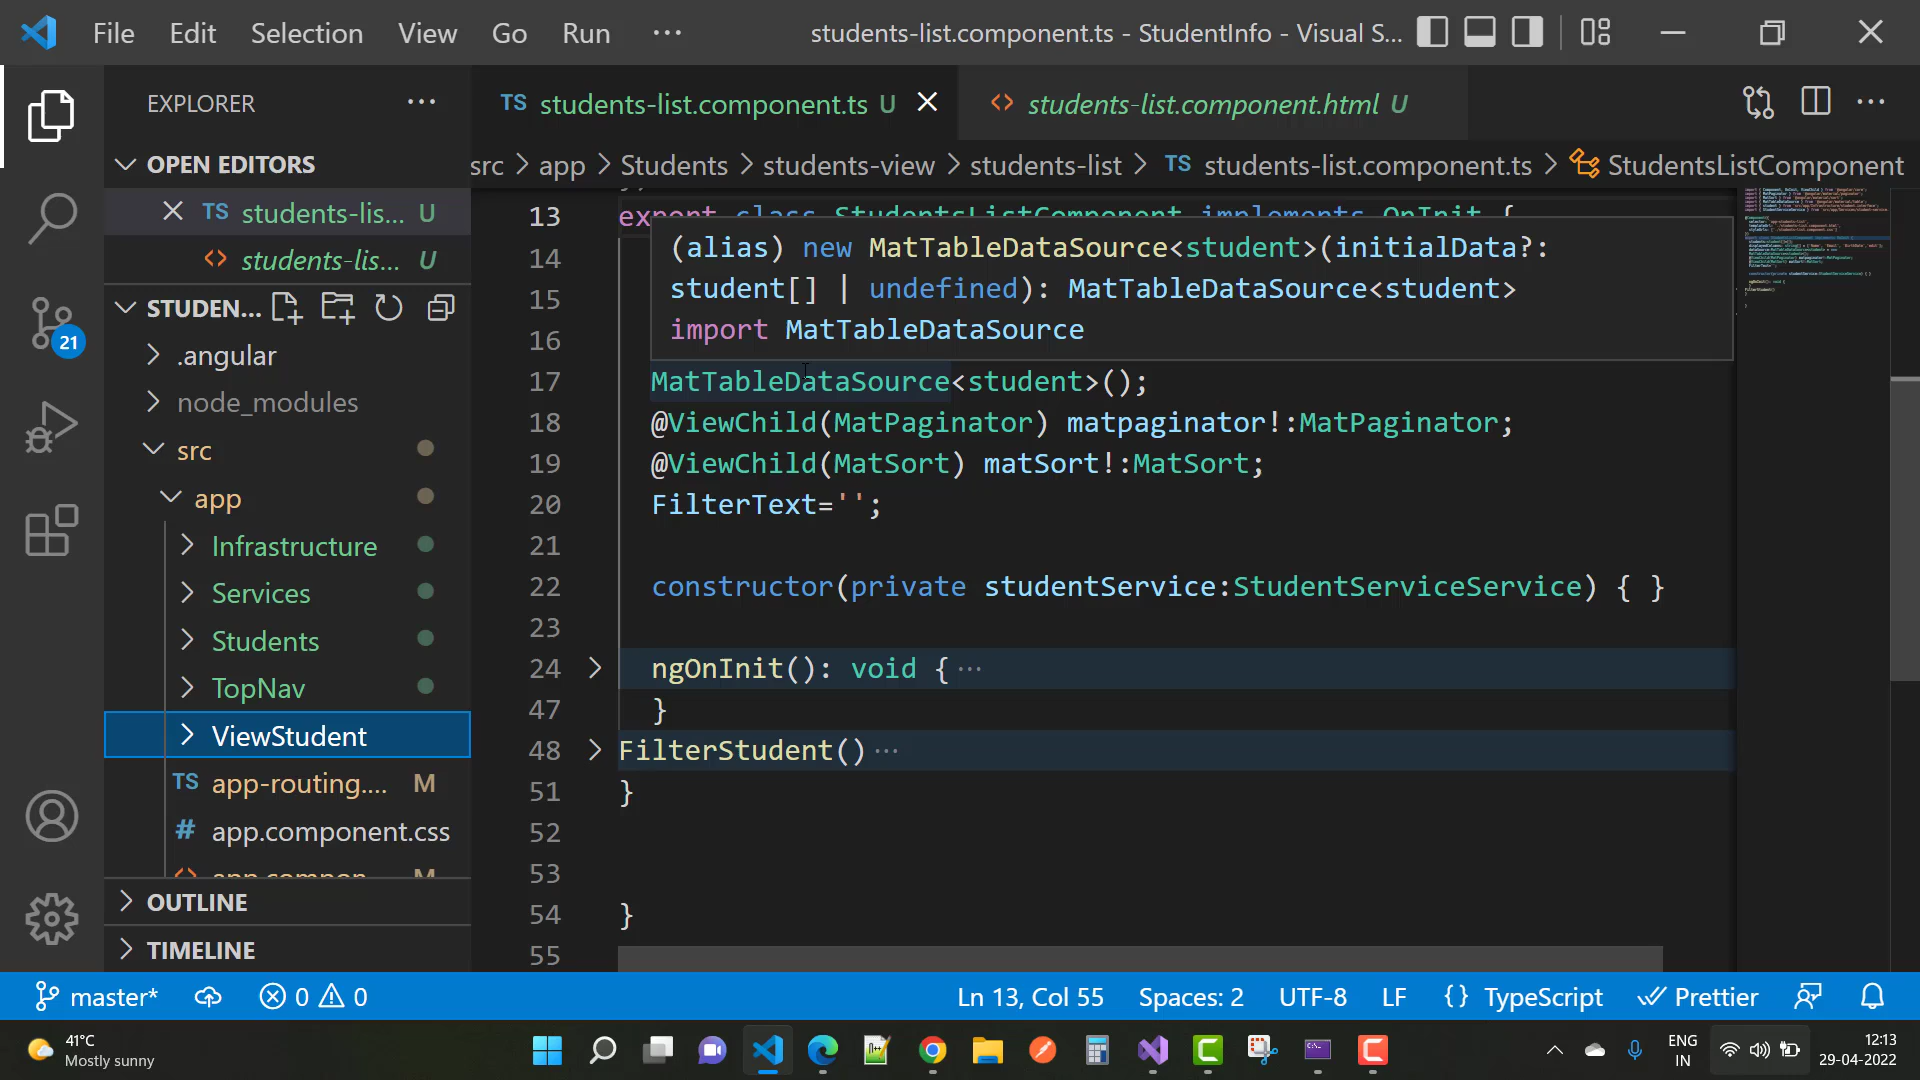 File Edit Selection View Go Run ···
students-list.component.ts - StudentInfo - Visual S...
EXPLORER ···
TS students-list.component.ts U
<> students-list.component.html U
OPEN EDITORS
src > app > Students > students-view > students-list > TS students-list.component.ts > StudentsListComponent
TS students-lis... U
<> students-lis... U
STUDEN...
.angular
node_modules
src
app
Infrastructure
Services
Students
TopNav
ViewStudent
TS app-routing.... M
# app.component.css
<> app.compon M
OUTLINE
TIMELINE
21
13 export class StudentsListComponent implements OnInit {
(alias) new MatTableDataSource<student>(initialData?:
student[] | undefined): MatTableDataSource<student>
import MatTableDataSource
14
15
16
17 MatTableDataSource<student>();
18 @ViewChild(MatPaginator) matpaginator!:MatPaginator;
19 @ViewChild(MatSort) matSort!:MatSort;
20 FilterText='';
21
22 constructor(private studentService:StudentServiceService) { }
23
24 ngOnInit(): void {···
47 }
48 FilterStudent()···
51 }
52
53
54 }
55
master* 0 0 Ln 13, Col 55 Spaces: 2 UTF-8 LF {} TypeScript Prettier
41°C
Mostly sunny
ENG
IN
12:13
29-04-2022